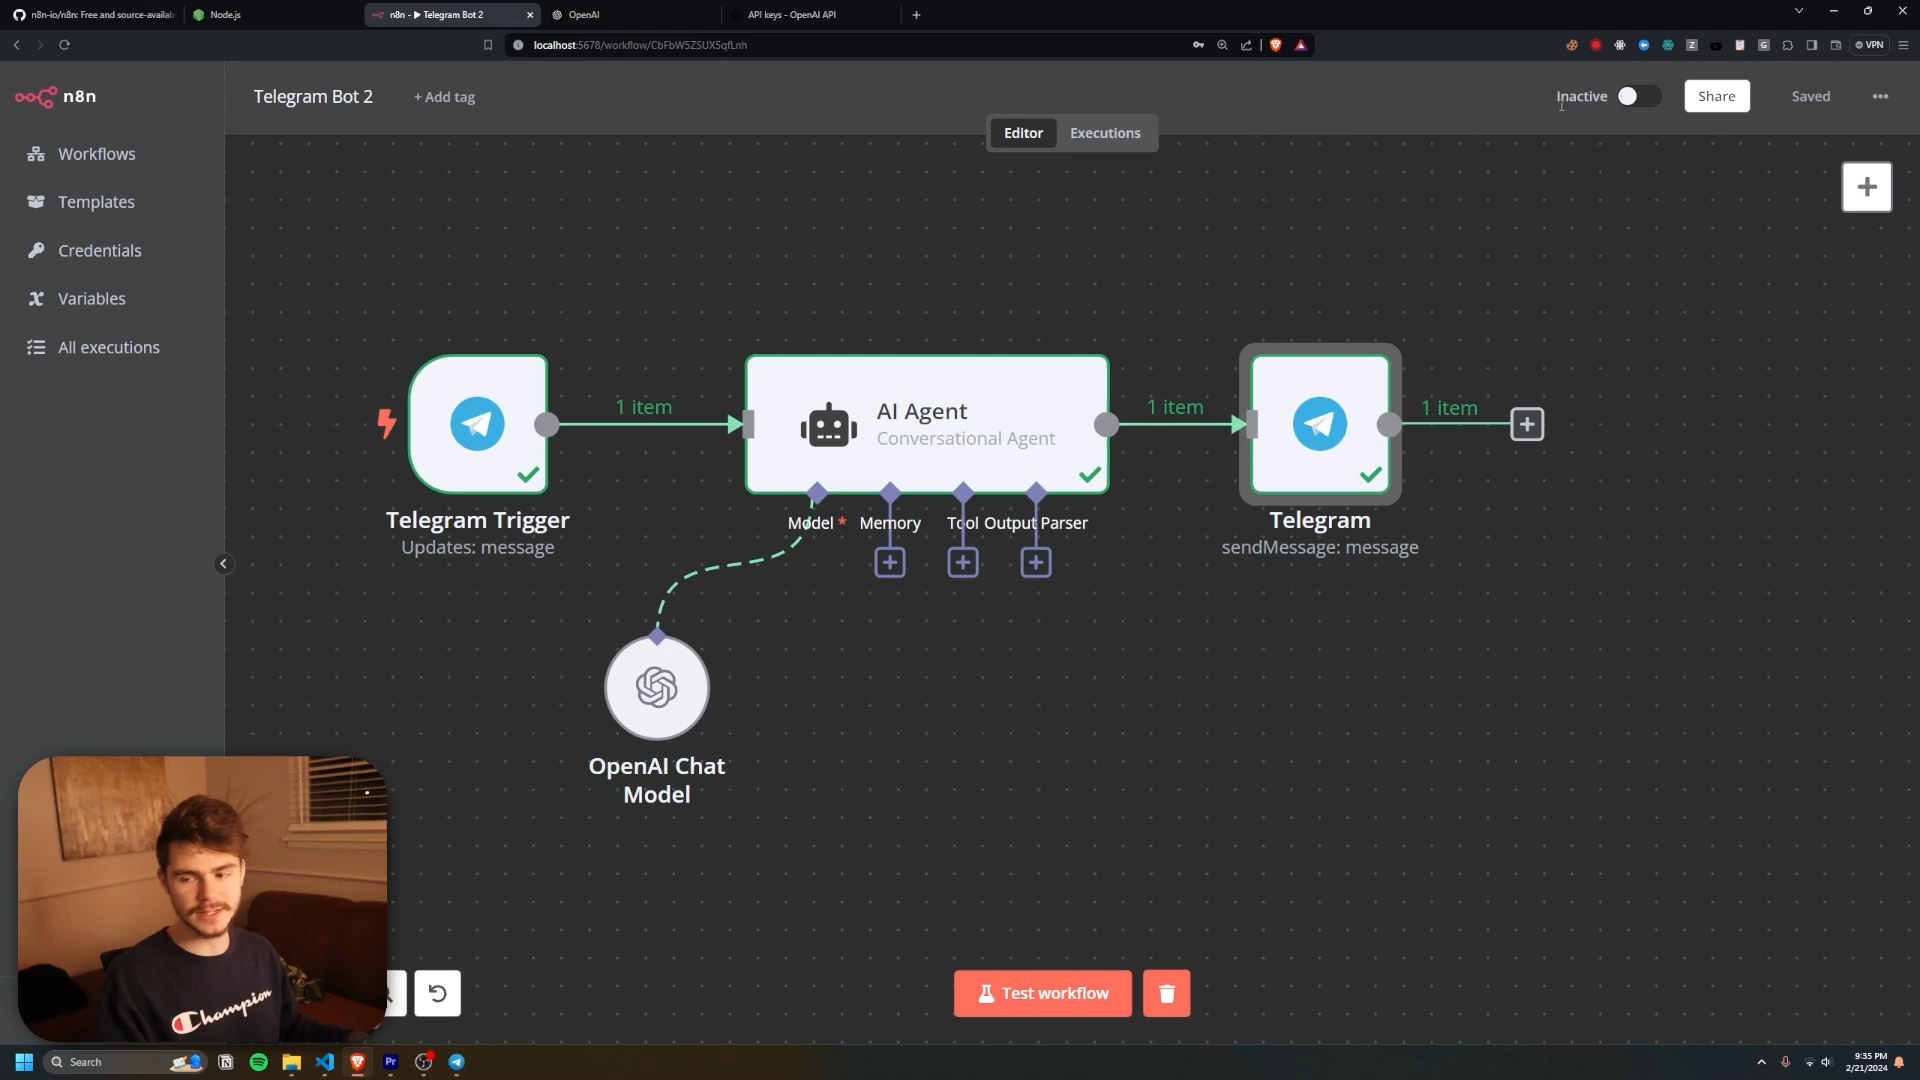 n8n-io/n8n: Free and source-availab
Node.js
n8n - ▶ Telegram Bot 2
OpenAI
API keys - OpenAI API
localhost:5678/workflow/CbFbW5ZSUX5qfLnh
VPN
n8n
Telegram Bot 2
+ Add tag
Inactive
Share
Saved
Editor
Executions
Workflows
Templates
Credentials
Variables
All executions
1 item
1 item
1 item
AI Agent
Conversational Agent
Model *
Memory
Tool
Output Parser
Telegram Trigger
Updates: message
Telegram
sendMessage: message
OpenAI Chat
Model
Champion
Test workflow
Search
9:35 PM
2/21/2024